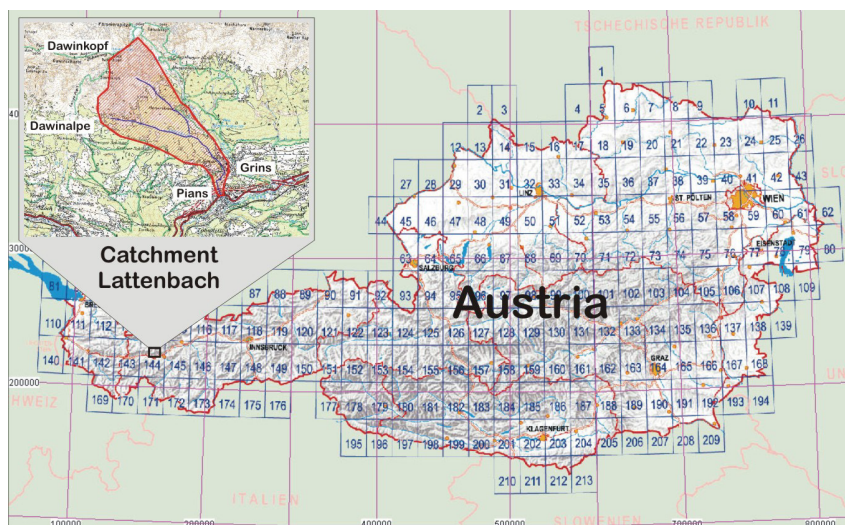 TSCHECHISCHE REPUBLIK
Dawinkopf
Dawinalpe
Grins
Pians
Catchment
Lattenbach
Austria
1
2 3 4 5 6 7 8 9 10 11
12 13 14 15 16 17 18 19 20 21 22 23 24 25 26
27 28 29 30 31 32 33 34 35 36 37 38 39 40 41 42 43
LINZ
ST. PÖLTEN
WIEN
44 45 46 47 48 49 50 51 52 53 54 55 56 57 58 59 60 61 62
EISENSTADT
63 64 65 66 67 68 69 70 71 72 73 74 75 76 77 78 79 80
SALZBURG
81 87 88 89 90 91 92 93 94 95 101 102 103 104 105 106 107 108 109
110 111 112 117 118 119 120 121 122 123 124 125 126 127 128 129 130 131 132 133 134 135 136 137 138 139
INNSBRUCK
GRAZ
140 141 142 143 144 145 146 147 148 149 150 151 152 153 154 155 156 157 158 159 160 161 162 163 164 165 166 167 168
300000
200000
169 170 171 172 173 174 175 176 177 178 179 180 181 182 183 184 185 186 187 188 189 190 191 192 193 194
KLAGENFURT
195 196 197 198 199 200 201 202 203 204 205 206 207 208 209
210 211 212 213
ITALIEN
SLOWENIEN
100000 200000 400000 500000 700000 800000